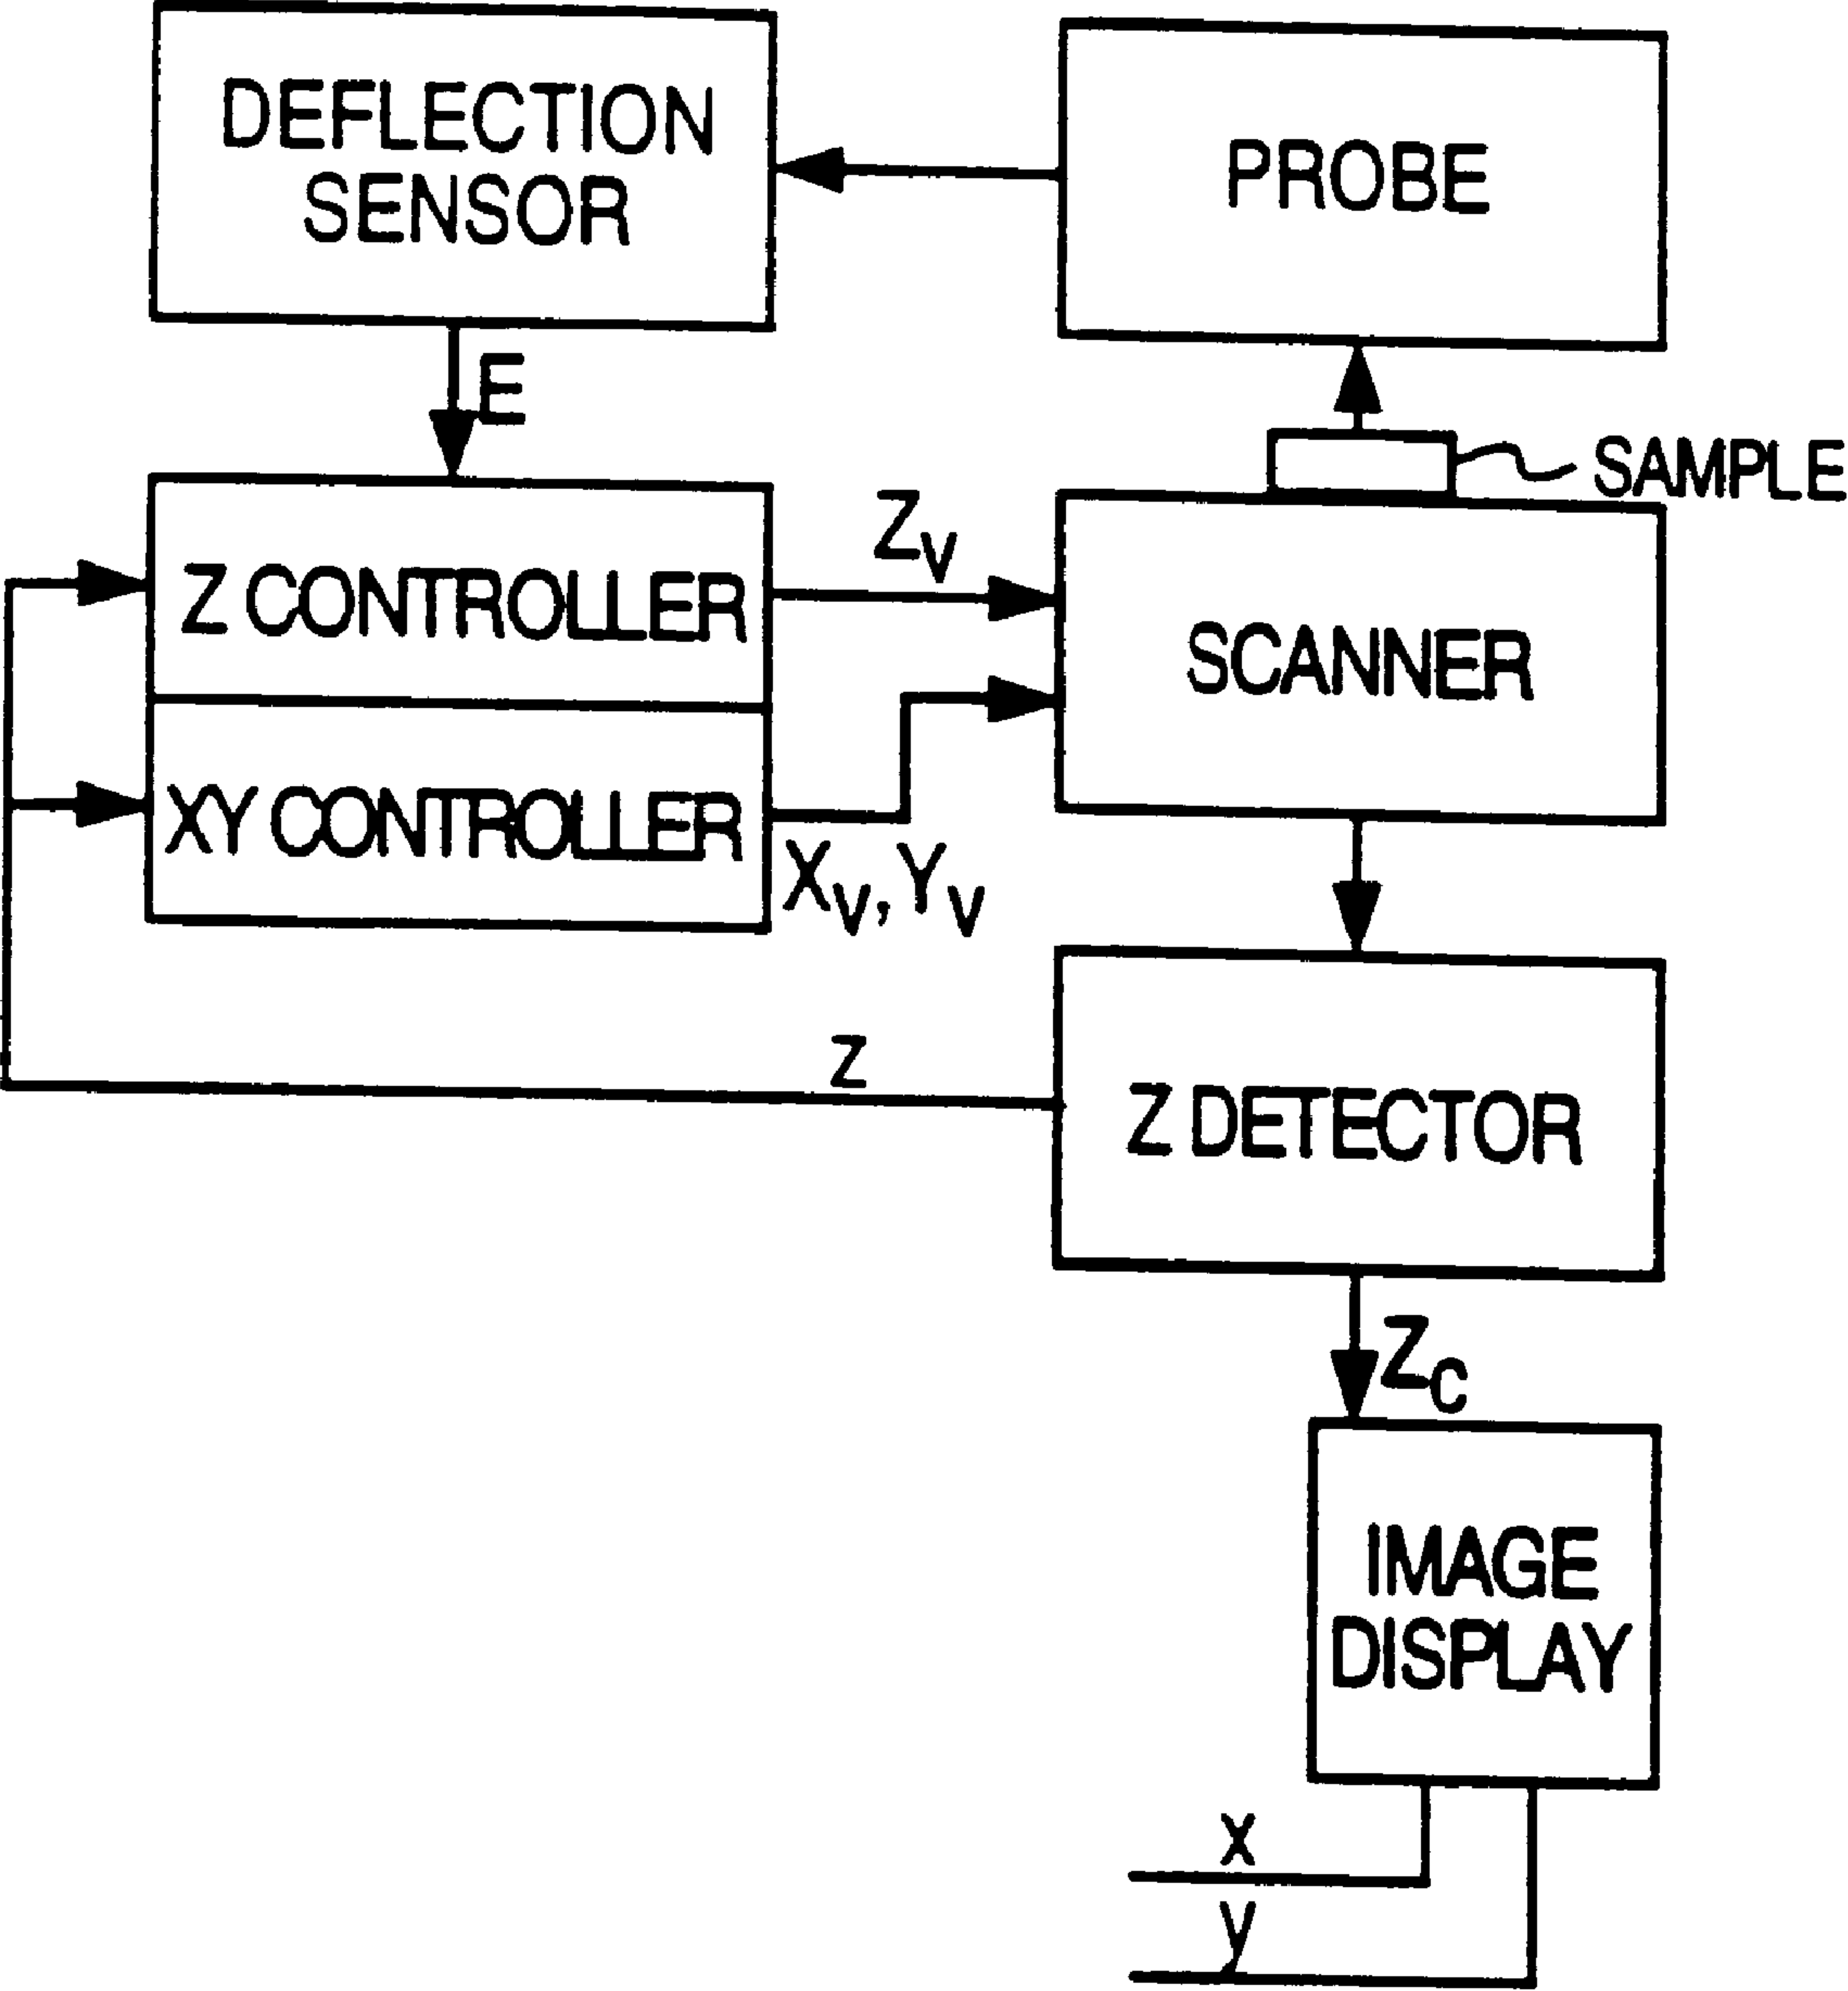 DEFLECTION
SENSOR
PROBE
E
SAMPLE
Z CONTROLLER
ZV
SCANNER
XY CONTROLLER
XV, YV
Z
Z DETECTOR
ZC
IMAGE
DISPLAY
X
Y